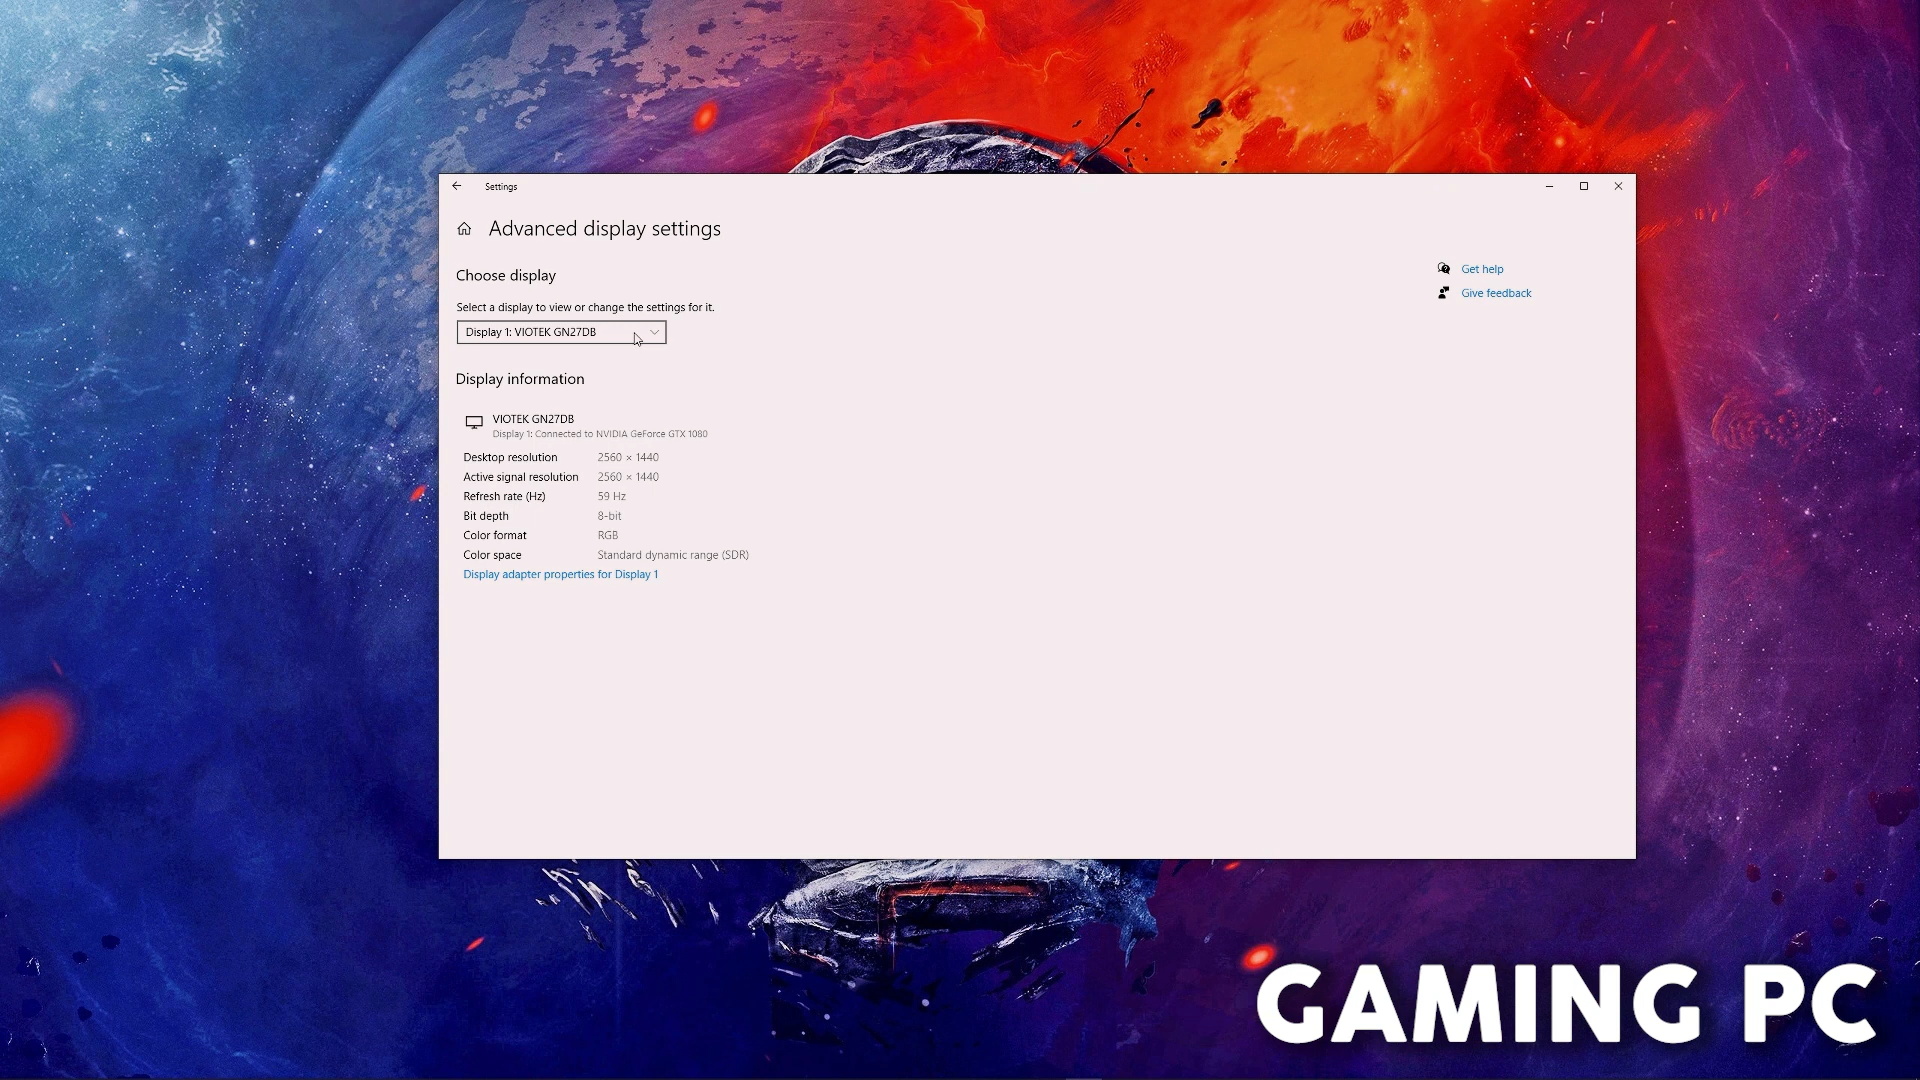 Settings
Advanced display settings
Choose display
Select a display to view or change the settings for it.
Display 1: VIOTEK GN27DB
Display information
VIOTEK GN27DB
Display 1: Connected to NVIDIA GeForce GTX 1080
Desktop resolution 2560 × 1440
Active signal resolution 2560 × 1440
Refresh rate (Hz) 59 Hz
Bit depth 8-bit
Color format RGB
Color space Standard dynamic range (SDR)
Display adapter properties for Display 1
Get help
Give feedback
GAMING PC